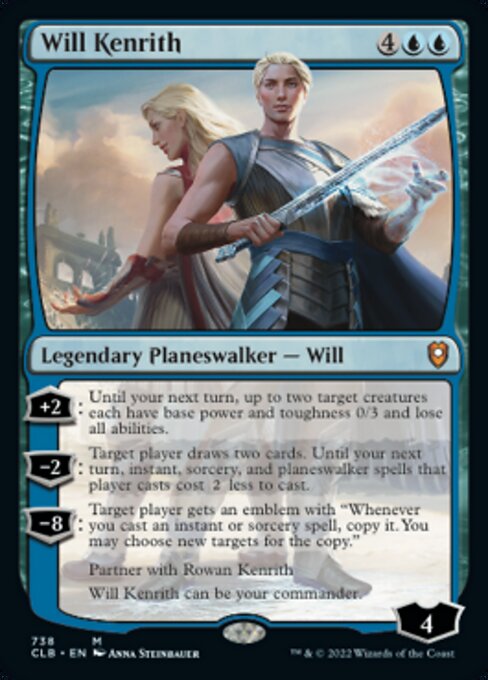 Will Kenrith 4
Legendary Planeswalker — Will
+2: Until your next turn, up to two target creatures
each have base power and toughness 0/3 and lose
all abilities.
−2: Target player draws two cards. Until your next
turn, instant, sorcery, and planeswalker spells that
player casts cost 2 less to cast.
−8: Target player gets an emblem with “Whenever
you cast an instant or sorcery spell, copy it. You
may choose new targets for the copy.”
Partner with Rowan Kenrith
Will Kenrith can be your commander.
4
738 M
CLB • EN Anna Steinbauer
™ & © 2022 Wizards of the Coast